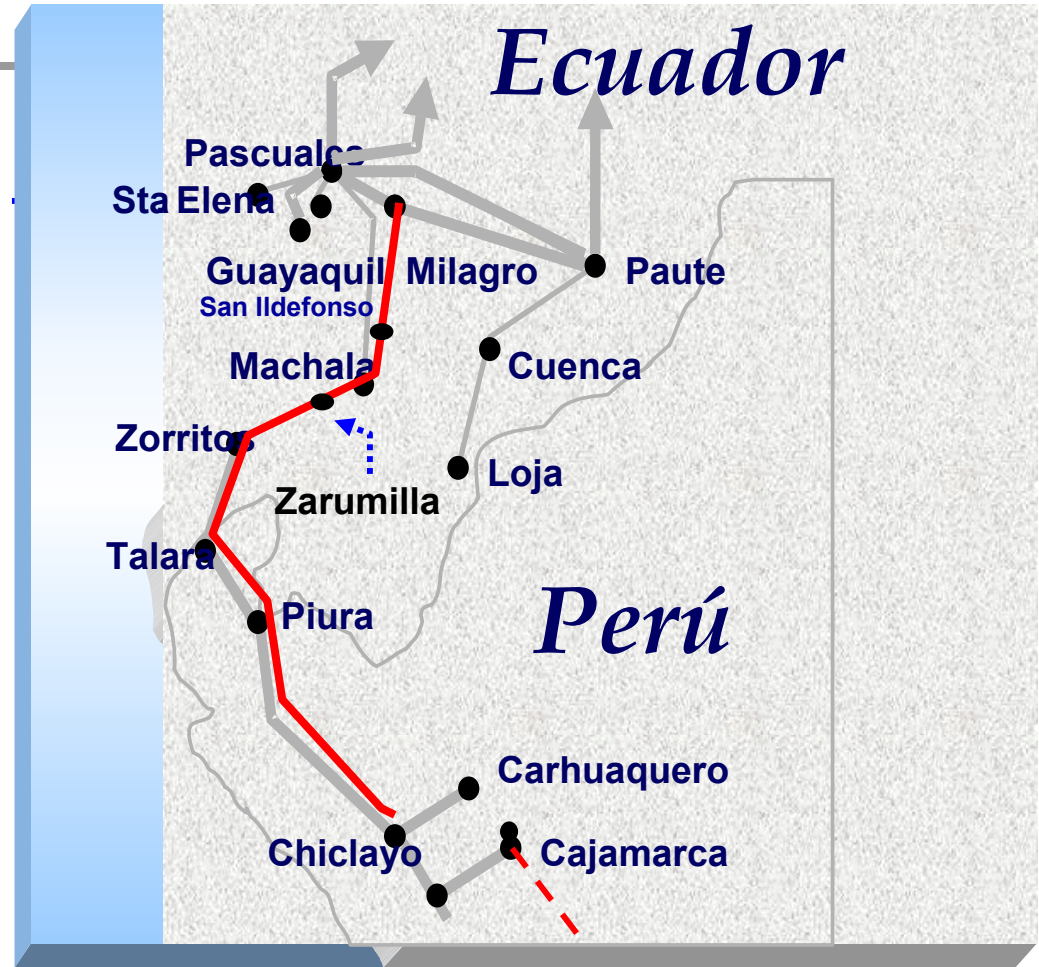 Ecuador
Pascuales
Sta Elena
Guayaquil
Milagro
Paute
San Ildefonso
Machala
Cuenca
Zorritos
Loja
Zarumilla
Talara
Piura
Perú
Carhuaquero
Chiclayo
Cajamarca